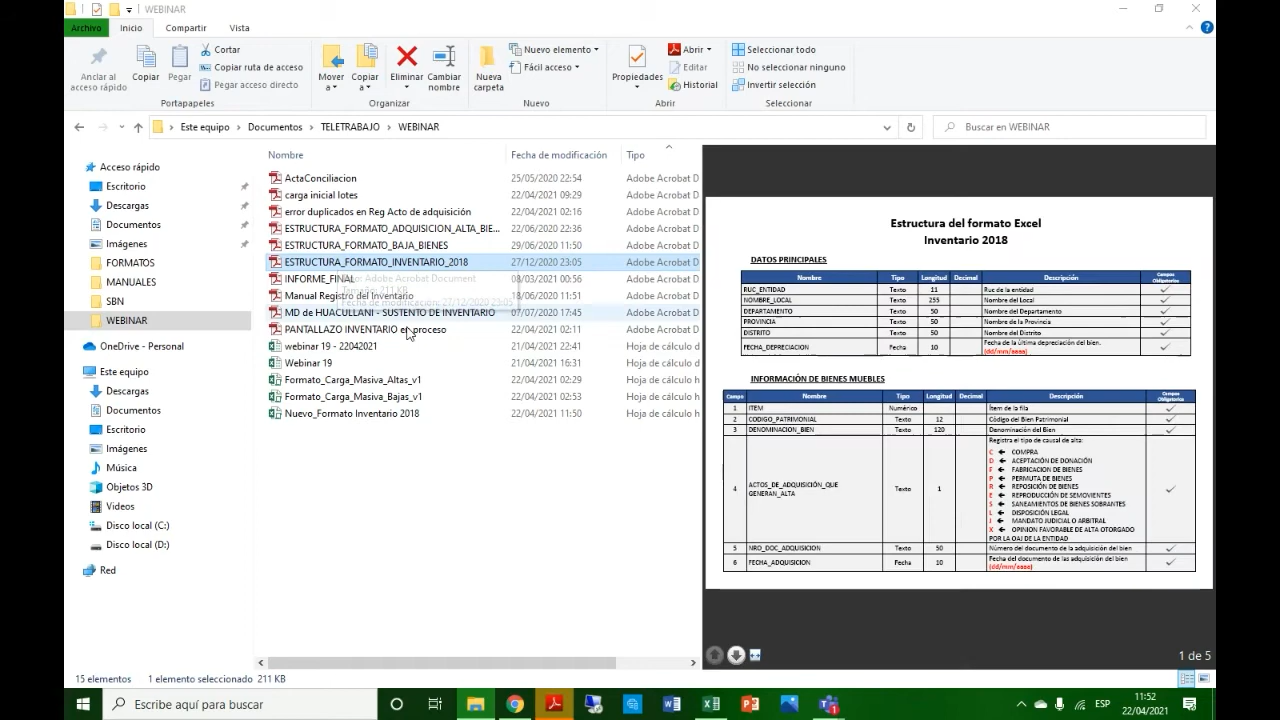 WEBINAR
Archivo Inicio Compartir Vista
Anclar al acceso rápido
Copiar
Pegar
Cortar
Copiar ruta de acceso
Pegar acceso directo
Portapapeles
Mover a
Copiar a
Eliminar
Cambiar nombre
Organizar
Nueva carpeta
Nuevo elemento
Fácil acceso
Nuevo
Propiedades
Abrir
Editar
Historial
Abrir
Seleccionar todo
No seleccionar ninguno
Invertir selección
Seleccionar
Este equipo › Documentos › TELETRABAJO › WEBINAR
Buscar en WEBINAR
Acceso rápido
Escritorio
Descargas
Documentos
Imágenes
FORMATOS
MANUALES
SBN
WEBINAR
OneDrive - Personal
Este equipo
Descargas
Documentos
Escritorio
Imágenes
Música
Objetos 3D
Videos
Disco local (C:)
Disco local (D:)
Red
Nombre Fecha de modificación Tipo
ActaConciliacion 25/05/2020 22:54 Adobe Acrobat D
carga inicial lotes 22/04/2021 09:29 Adobe Acrobat D
error duplicados en Reg Acto de adquisición 22/04/2021 02:16 Adobe Acrobat D
ESTRUCTURA_FORMATO_ADQUISICION_ALTA_BIE... 22/06/2020 22:36 Adobe Acrobat D
ESTRUCTURA_FORMATO_BAJA_BIENES 29/06/2020 11:50 Adobe Acrobat D
ESTRUCTURA_FORMATO_INVENTARIO_2018 27/12/2020 23:05 Adobe Acrobat D
INFORME_FINAL 08/03/2021 00:56 Adobe Acrobat D
Manual Registro del Inventario 18/06/2020 11:51 Adobe Acrobat D
MD de HUACULLANI - SUSTENTO DE INVENTARIO 07/07/2020 17:45 Adobe Acrobat D
PANTALLAZO INVENTARIO en proceso 22/04/2021 02:11 Adobe Acrobat D
webinar 19 - 22042021 21/04/2021 22:41 Hoja de cálculo d
Webinar 19 21/04/2021 16:31 Hoja de cálculo d
Formato_Carga_Masiva_Altas_v1 22/04/2021 02:29 Hoja de cálculo h
Formato_Carga_Masiva_Bajas_v1 22/04/2021 02:53 Hoja de cálculo h
Nuevo_Formato Inventario 2018 22/04/2021 11:50 Hoja de cálculo h
Tipo: Adobe Acrobat Document
Tamaño: 211 KB
Fecha de modificación: 27/12/2020 23:05
Estructura del formato Excel
Inventario 2018
DATOS PRINCIPALES
Nombre Tipo Longitud Decimal Descripción Campos Obligatorios
RUC_ENTIDAD Texto 11 Ruc de la entidad
NOMBRE_LOCAL Texto 255 Nombre del Local
DEPARTAMENTO Texto 50 Nombre del Departamento
PROVINCIA Texto 50 Nombre de la Provincia
DISTRITO Texto 50 Nombre del Distrito
FECHA_DEPRECIACION Fecha 10 Fecha de la última depreciación del bien. (dd/mm/aaaa)
INFORMACIÓN DE BIENES MUEBLES
Campo Nombre Tipo Longitud Decimal Descripción Campos Obligatorios
1 ITEM Numérico Ítem de la fila
2 CODIGO_PATRIMONIAL Texto 12 Código del Bien Patrimonial
3 DENOMINACION_BIEN Texto 120 Denominación del Bien
4 ACTOS_DE_ADQUISICIÓN_QUE GENERAN_ALTA Texto 1 Registra el tipo de causal de alta:
C ← COMPRA
D ← ACEPTACIÓN DE DONACIÓN
F ← FABRICACION DE BIENES
P ← PERMUTA DE BIENES
R ← REPOSICIÓN DE BIENES
E ← REPRODUCCIÓN DE SEMOVIENTES
S ← SANEAMIENTOS DE BIENES SOBRANTES
L ← DISPOSICIÓN LEGAL
J ← MANDATO JUDICIAL O ARBITRAL
X ← OPINION FAVORABLE DE ALTA OTORGADO POR LA OAJ DE LA ENTIDAD
5 NRO_DOC_ADQUISICION Texto 50 Número del documento de la adquisición del bien
6 FECHA_ADQUISICION Fecha 10 Fecha del documento de las adquisición del bien (dd/mm/aaaa)
1 de 5
15 elementos 1 elemento seleccionado 211 KB
Escribe aquí para buscar
ESP
11:52
22/04/2021